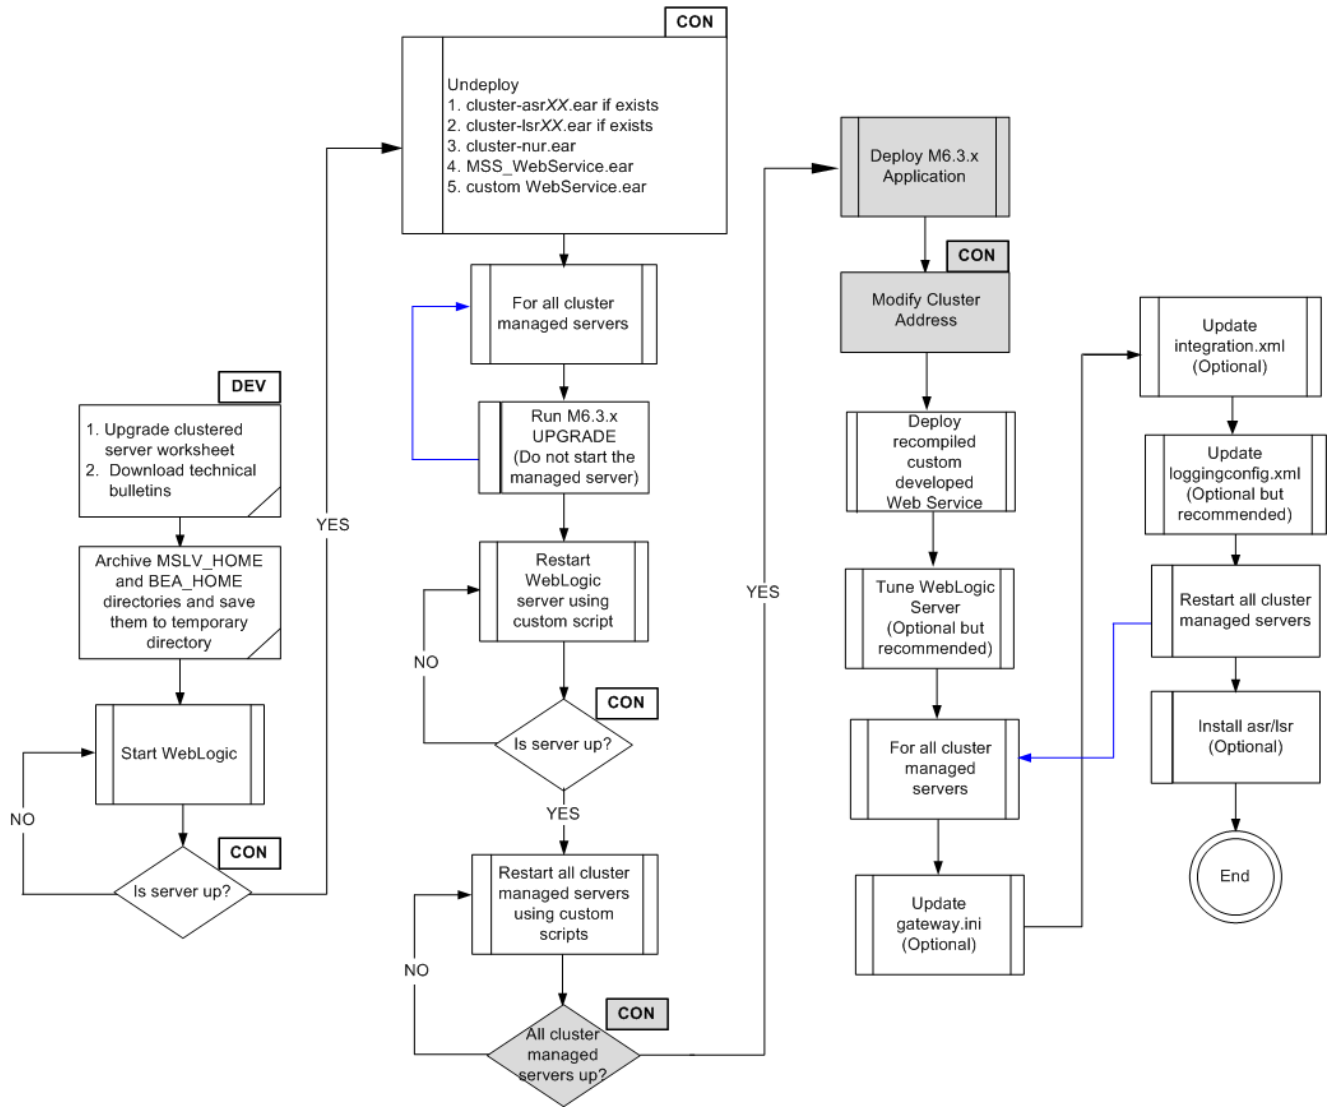 DEV
1. Upgrade clustered
server worksheet
2. Download technical
bulletins
Archive MSLV_HOME
and BEA_HOME
directories and save
them to temporary
directory
Start WebLogic
NO
CON
Is server up?
YES
CON
Undeploy
1. cluster-asrXX.ear if exists
2. cluster-lsrXX.ear if exists
3. cluster-nur.ear
4. MSS_WebService.ear
5. custom WebService.ear
For all cluster
managed servers
Run M6.3.x
UPGRADE
(Do not start the
managed server)
Restart
WebLogic
server using
custom script
NO
CON
Is server up?
YES
Restart all cluster
managed servers
using custom
scripts
NO
CON
All cluster
managed
servers up?
YES
Deploy M6.3.x
Application
CON
Modify Cluster
Address
Deploy
recompiled
custom
developed
Web Service
Tune WebLogic
Server
(Optional but
recommended)
For all cluster
managed
servers
Update
gateway.ini
(Optional)
Update
integration.xml
(Optional)
Update
loggingconfig.xml
(Optional but
recommended)
Restart all cluster
managed servers
Install asr/lsr
(Optional)
End